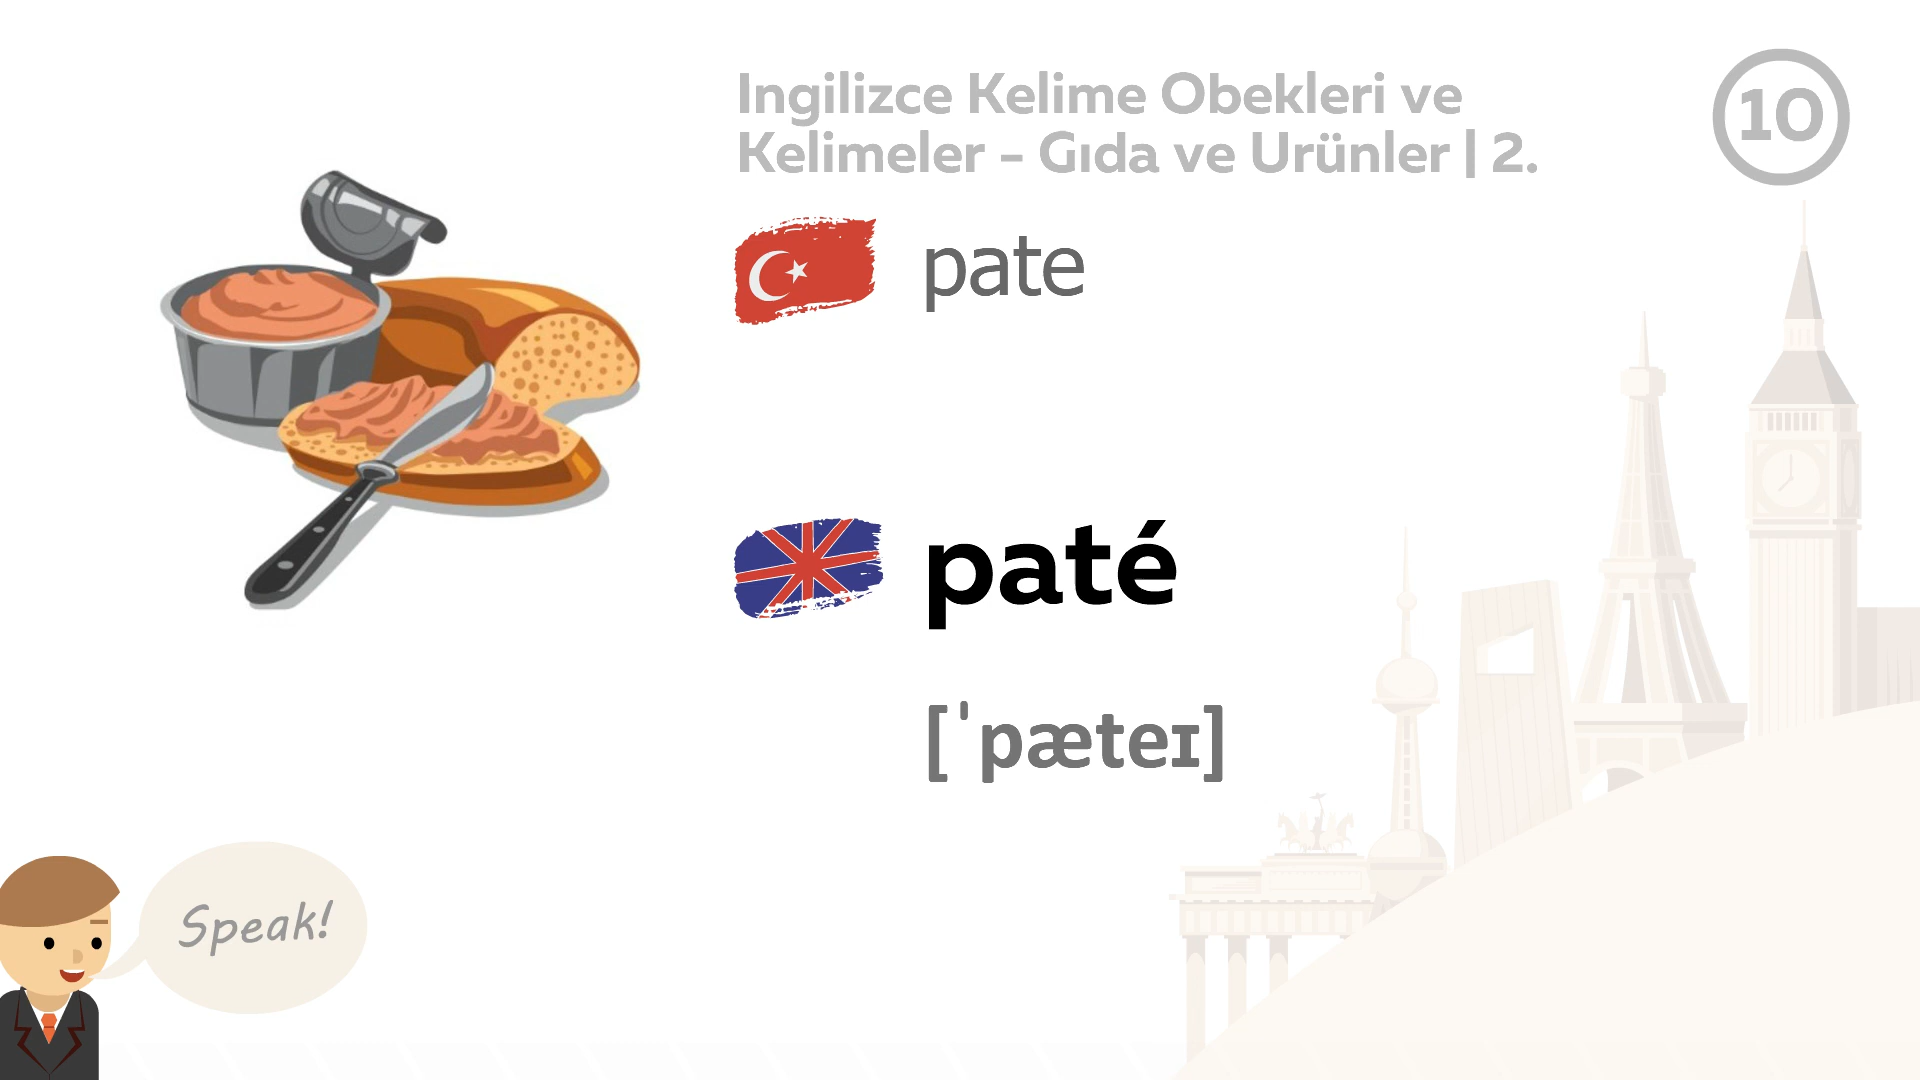 Ingilizce Kelime Obekleri ve
Kelimeler - Gıda ve Urünler | 2.
10
pate
paté
[ˈpæteɪ]
Speak!